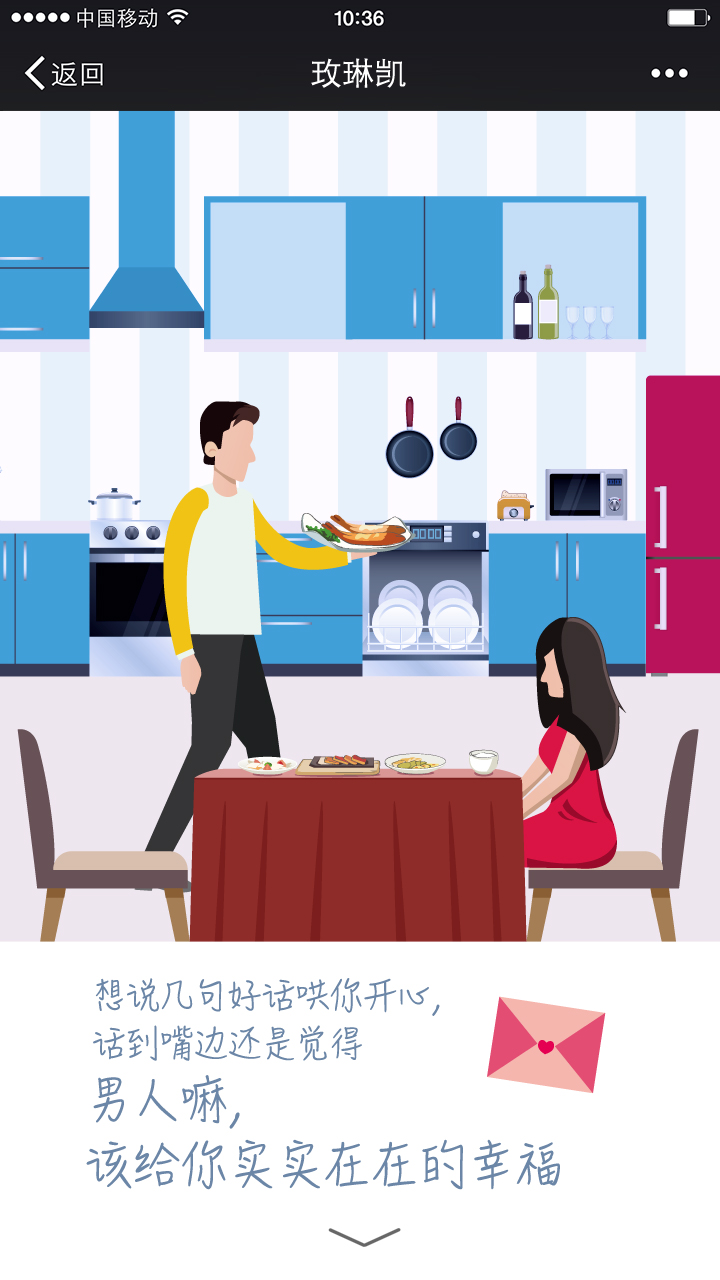 中国移动
10:36
返回
玫琳凯
想说几句好话哄你开心,
话到嘴边还是觉得
男人嘛,
该给你实实在在的幸福